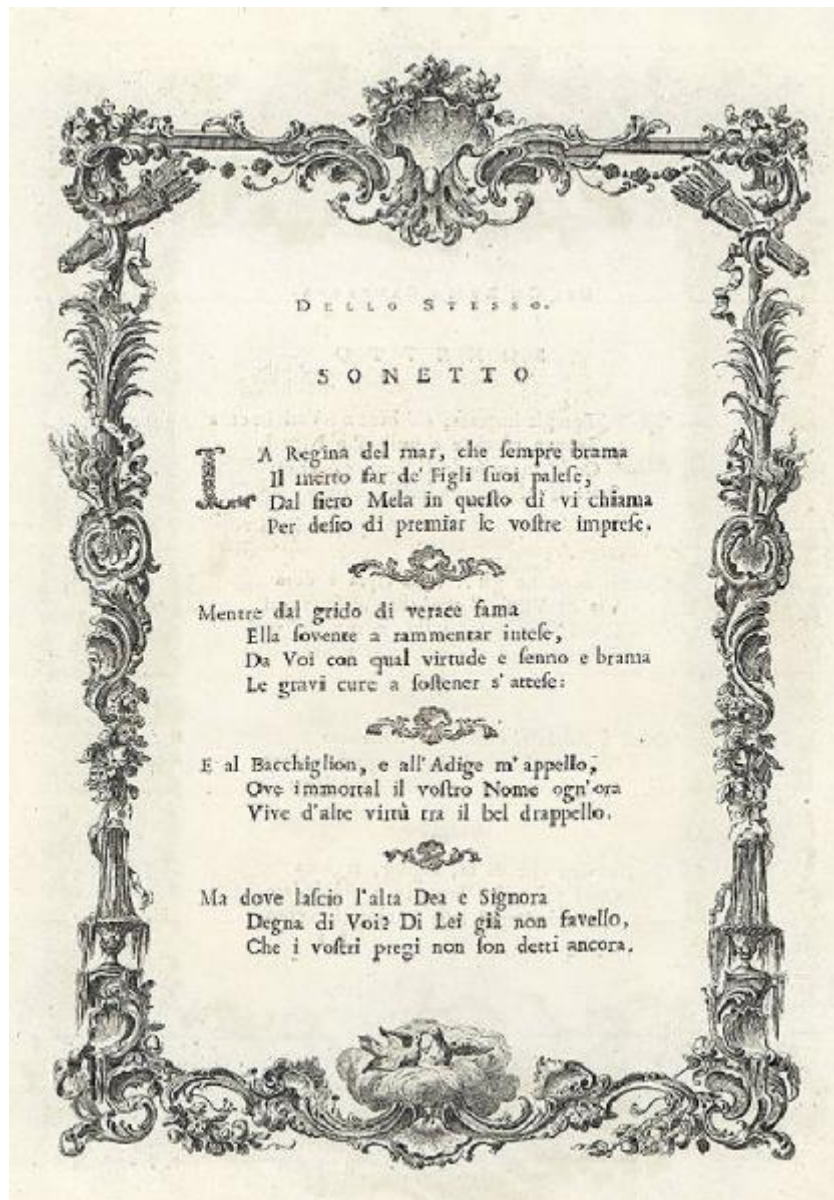 DELLO STESSO.
SONETTO
LA Regina del mar, che ſempre brama
Il merto far de' Figli ſuoi paleſe,
Dal fiero Mela in queſto dì vi chiama
Per deſio di premiar le voſtre impreſe.
Mentre dal grido di verace fama
Ella ſovente a rammentar inteſe,
Da Voi con qual virtude e ſenno e brama
Le gravi cure a ſoſtener s' atteſe:
E al Bacchiglion, e all'Adige m' appello,
Ove immortal il voſtro Nome ogn'ora
Vive d'alte virtù tra il bel drappello.
Ma dove laſcio l'alta Dea e Signora
Degna di Voi? Di Lei già non favello,
Che i voſtri pregi non ſon detti ancora.